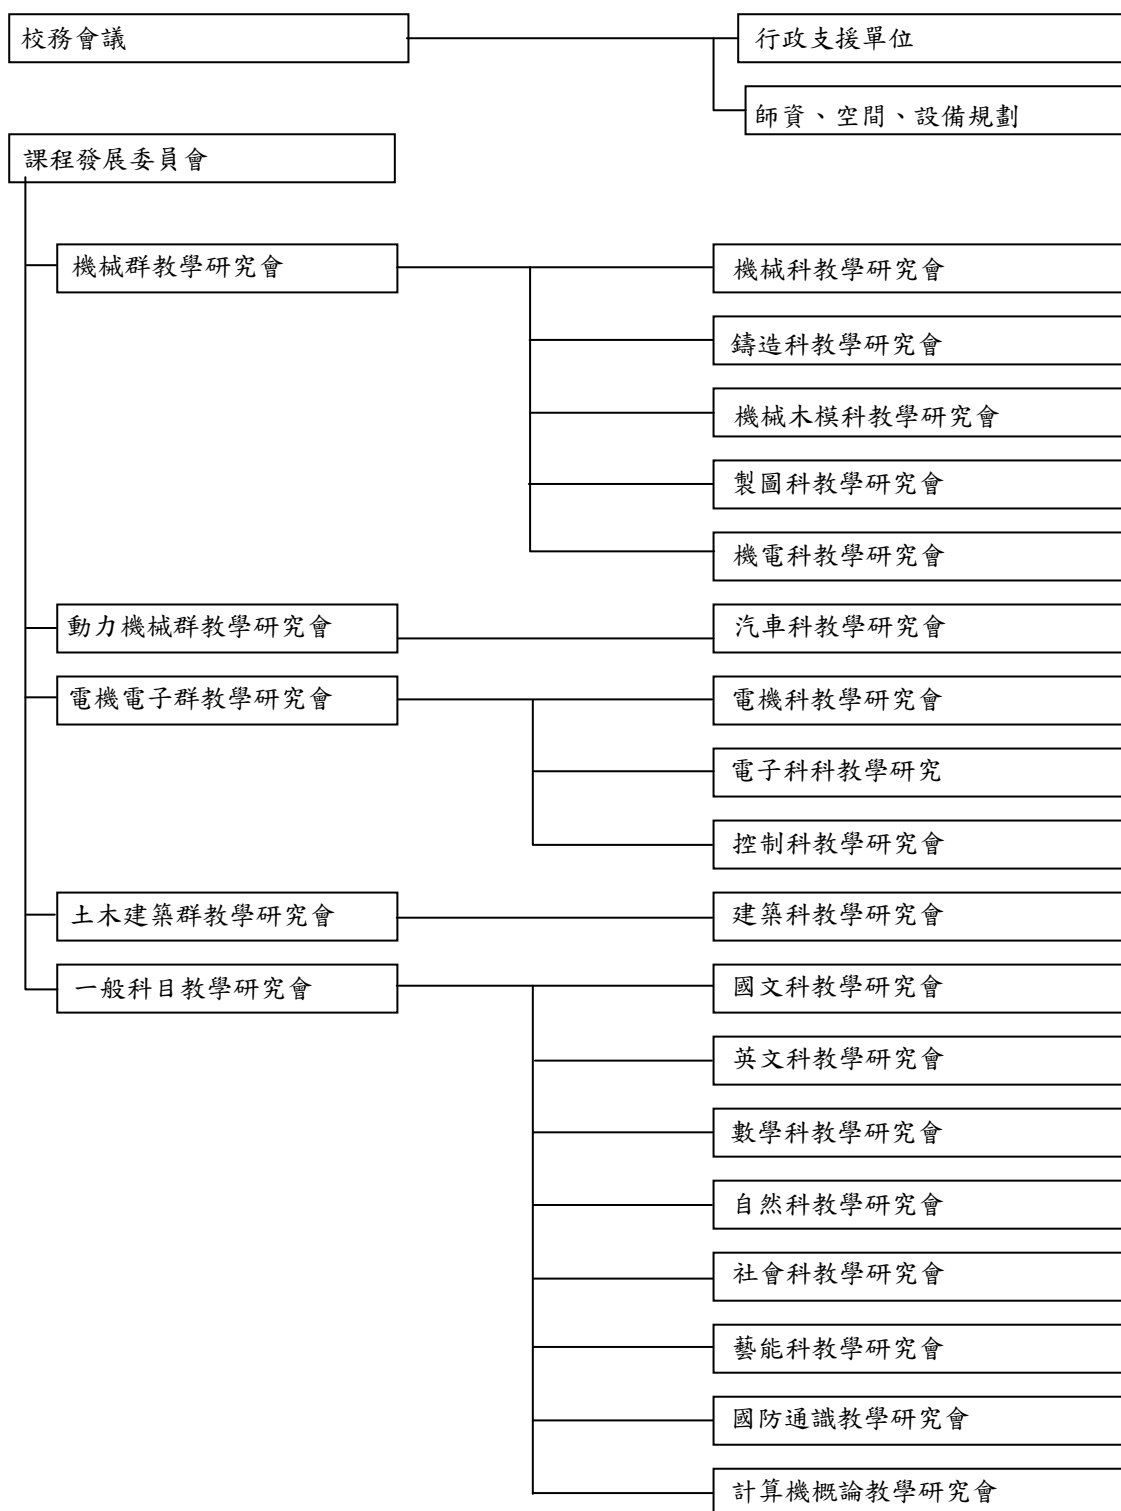 校務會議
行政支援單位
師資、空間、設備規劃
課程發展委員會
機械群教學研究會
機械科教學研究會
鑄造科教學研究會
機械木模科教學研究會
製圖科教學研究會
機電科教學研究會
動力機械群教學研究會
汽車科教學研究會
電機電子群教學研究會
電機科教學研究會
電子科科教學研究
控制科教學研究會
土木建築群教學研究會
建築科教學研究會
一般科目教學研究會
國文科教學研究會
英文科教學研究會
數學科教學研究會
自然科教學研究會
社會科教學研究會
藝能科教學研究會
國防通識教學研究會
計算機概論教學研究會